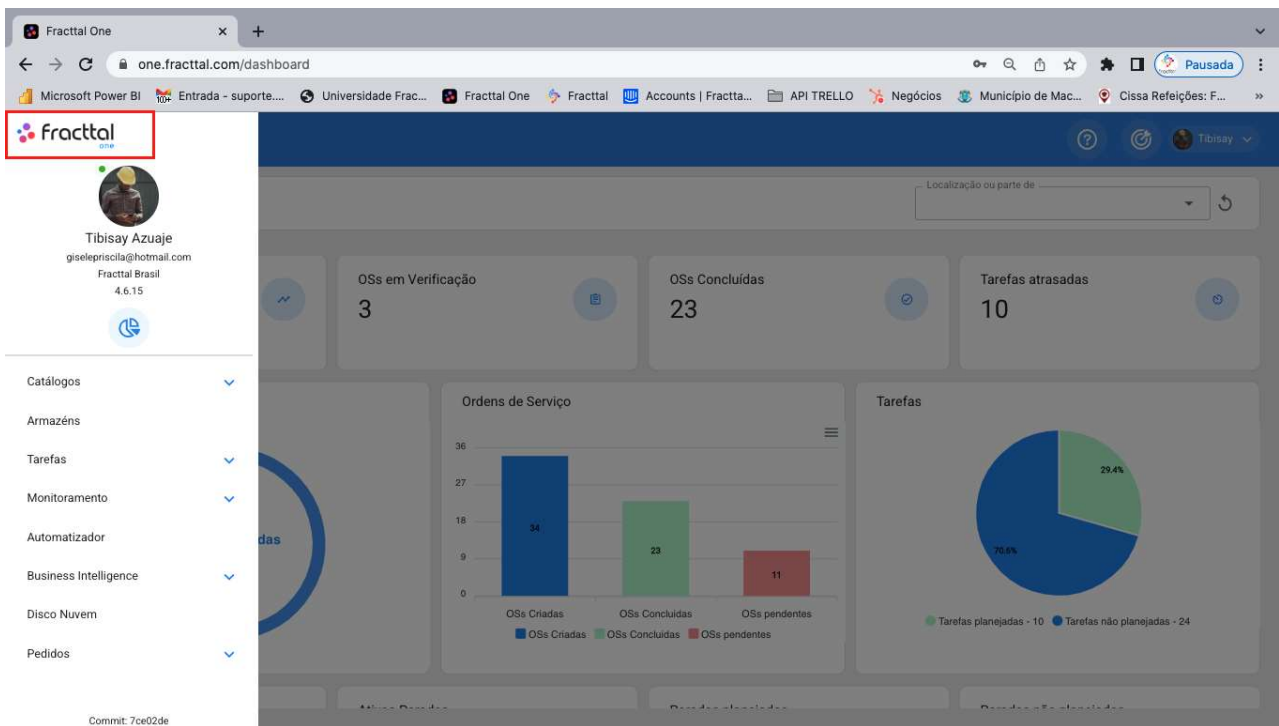 Fracttal One
one.fracttal.com/dashboard
Pausada
Microsoft Power BI
Entrada - suporte....
Universidade Frac...
Fracttal One
Fracttal
Accounts | Fractta...
API TRELLO
Negócios
Município de Mac...
Cissa Refeições: F...
fracttal
one
Tibisay
Tibisay Azuaje
giselepriscila@hotmail.com
Fracttal Brasil
4.6.15
Catálogos
Armazéns
Tarefas
Monitoramento
Automatizador
Business Intelligence
Disco Nuvem
Pedidos
Commit: 7ce02de
Localização ou parte de
OSs em Verificação
3
OSs Concluídas
23
Tarefas atrasadas
10
das
Ordens de Serviço
36
27
18
9
0
34
23
11
OSs Criadas
OSs Concluidas
OSs pendentes
OSs Criadas OSs Concluidas OSs pendentes
Tarefas
29.4%
70.6%
Tarefas planejadas - 10 Tarefas não planejadas - 24